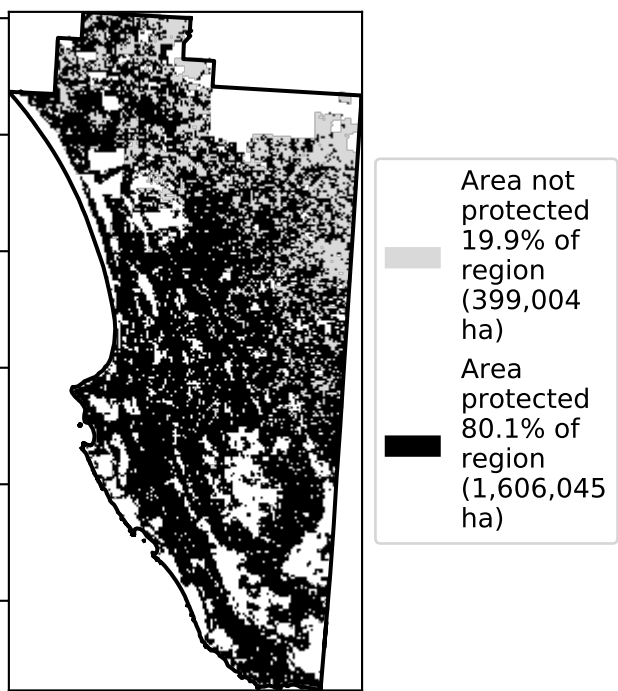 Area not
protected
19.9% of
region
(399,004
ha)
Area
protected
80.1% of
region
(1,606,045
ha)